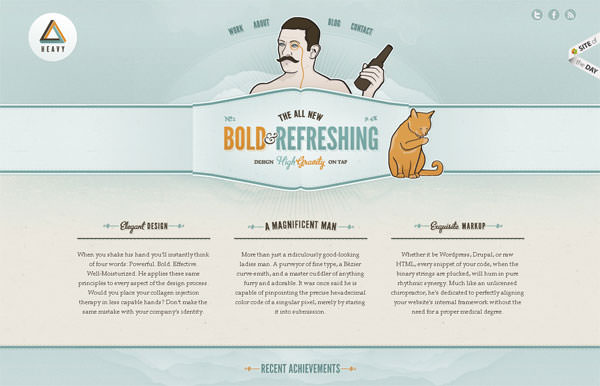 HEAVY
WORK ABOUT BLOG CONTACT
SITE of
the DAY
THE ALL NEW
BOLD & REFRESHING
DESIGN High Gravity ON TAP
Elegant DESIGN
When you shake his hand you'll instantly think
of four words: Powerful. Bold. Effective.
Well-Moisturized. He applies these same
principles to every aspect of the design process.
Would you place your collagen injection
therapy in less capable hands? Don't make the
same mistake with your company's identity.
A MAGNIFICENT MAN
More than just a ridiculously good-looking
ladies man. A purveyor of fine type, a Bézier
curve-smith, and a master cuddler of anything
furry and adorable. It was once said he is
capable of pinpointing the precise hexadecimal
color code of a singular pixel, merely by staring
it into submission.
Exquisite MARKUP
Whether it be Wordpress, Drupal, or raw
HTML, every snippet of your code, when the
binary strings are plucked, will hum in pure
rhythmic synergy. Much like an unlicensed
chiropractor, he's dedicated to perfectly aligning
your website's internal framework without the
need for a proper medical degree.
RECENT ACHIEVEMENTS